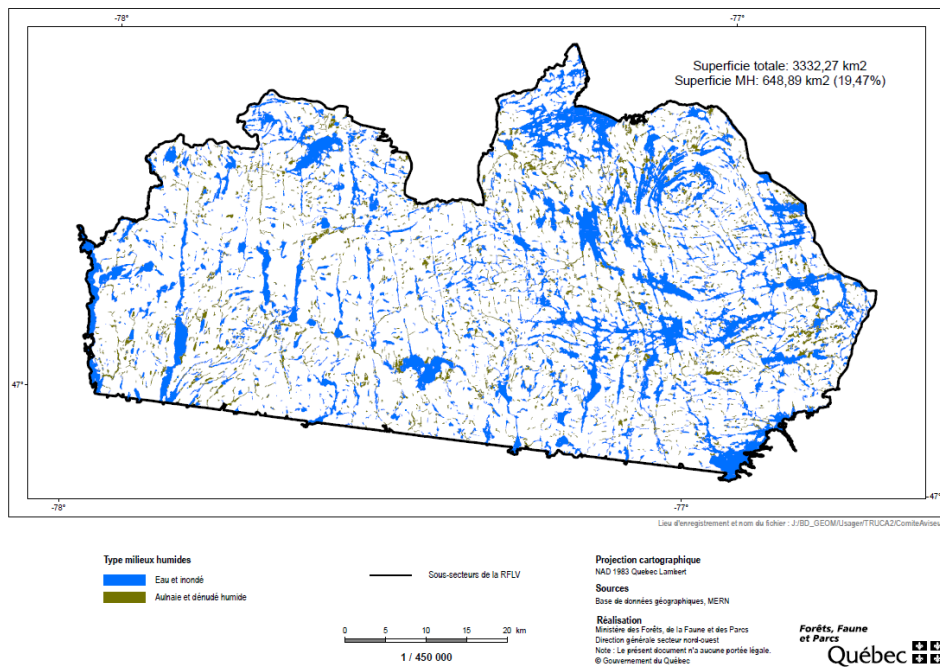 -78°
-77°
Superficie totale: 3332,27 km2
Superficie MH: 648,89 km2 (19,47%)
47°
47°
-78°
-77°
Lieu d'enregistrement et nom du fichier : J:/BD_GEOM/Usager/TRUCA2/ComiteAviseu
Type milieux humides
Eau et inondé
Aulnaie et dénudé humide
Sous-secteurs de la RFLV
0 5 10 15 20 km
1 / 450 000
Projection cartographique
NAD 1983 Quebec Lambert
Sources
Base de données géographiques, MERN
Réalisation
Ministère des Forêts, de la Faune et des Parcs
Direction générale secteur nord-ouest
Note : Le présent document n'a aucune portée légale.
© Gouvernement du Québec
Forêts, Faune
et Parcs
Québec